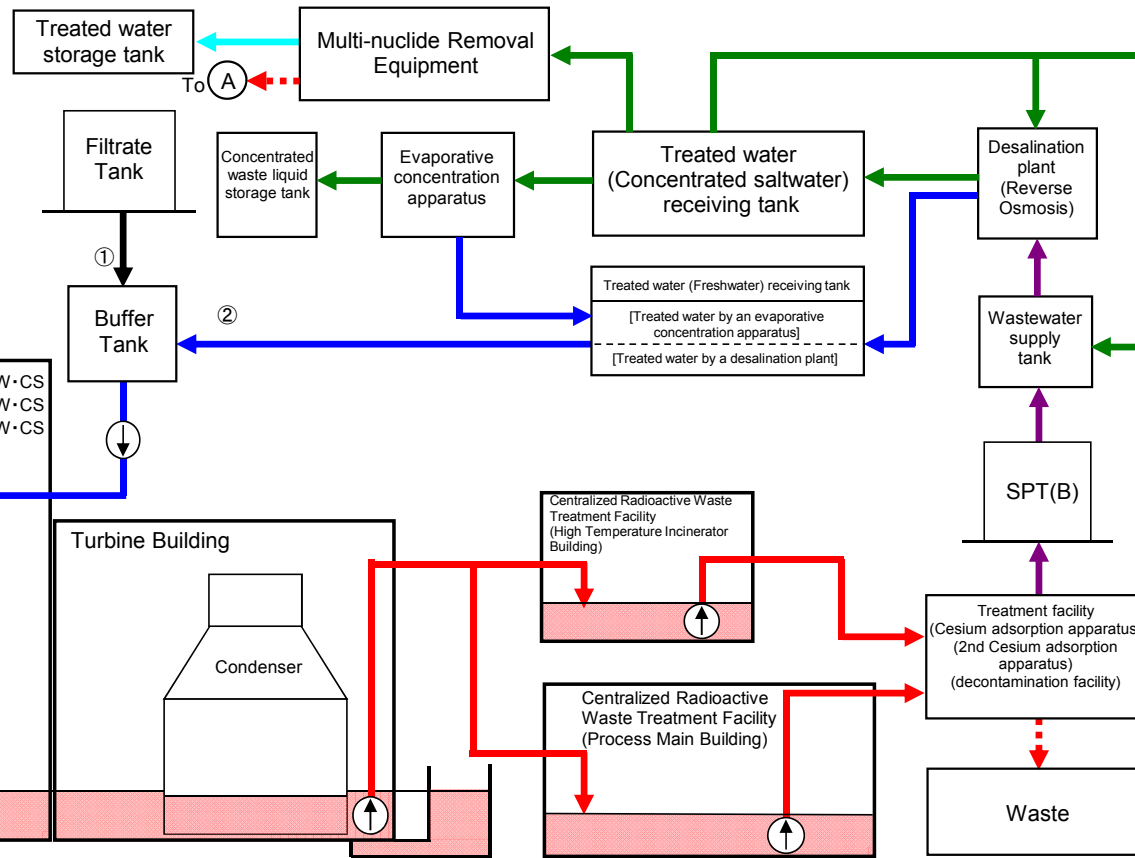 Treated water
storage tank
Multi-nuclide Removal
Equipment
To
A
Filtrate
Tank
Concentrated
waste liquid
storage tank
Evaporative
concentration
apparatus
Treated water
(Concentrated saltwater)
receiving tank
Desalination
plant
(Reverse
Osmosis)
①
Buffer
Tank
②
Treated water (Freshwater) receiving tank
[Treated water by an evaporative
concentration apparatus]
[Treated water by a desalination plant]
Wastewater
supply
tank
W・CS
W・CS
W・CS
SPT(B)
Turbine Building
Condenser
Centralized Radioactive Waste
Treatment Facility
(High Temperature Incinerator
Building)
Centralized Radioactive
Waste Treatment Facility
(Process Main Building)
Treatment facility
(Cesium adsorption apparatus
(2nd Cesium adsorption
apparatus)
(decontamination facility)
Waste